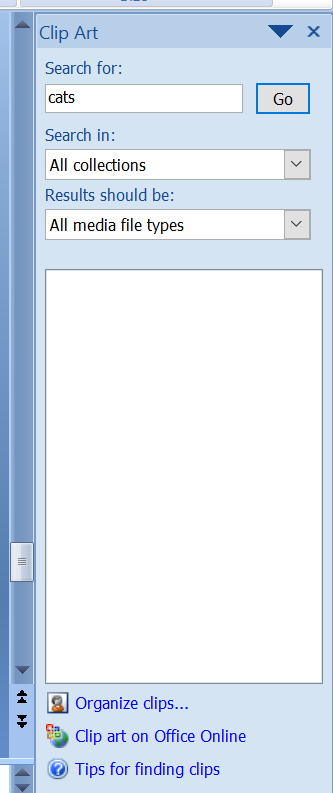 Clip Art
Search for:
cats
Go
Search in:
All collections
Results should be:
All media file types
Organize clips...
Clip art on Office Online
Tips for finding clips